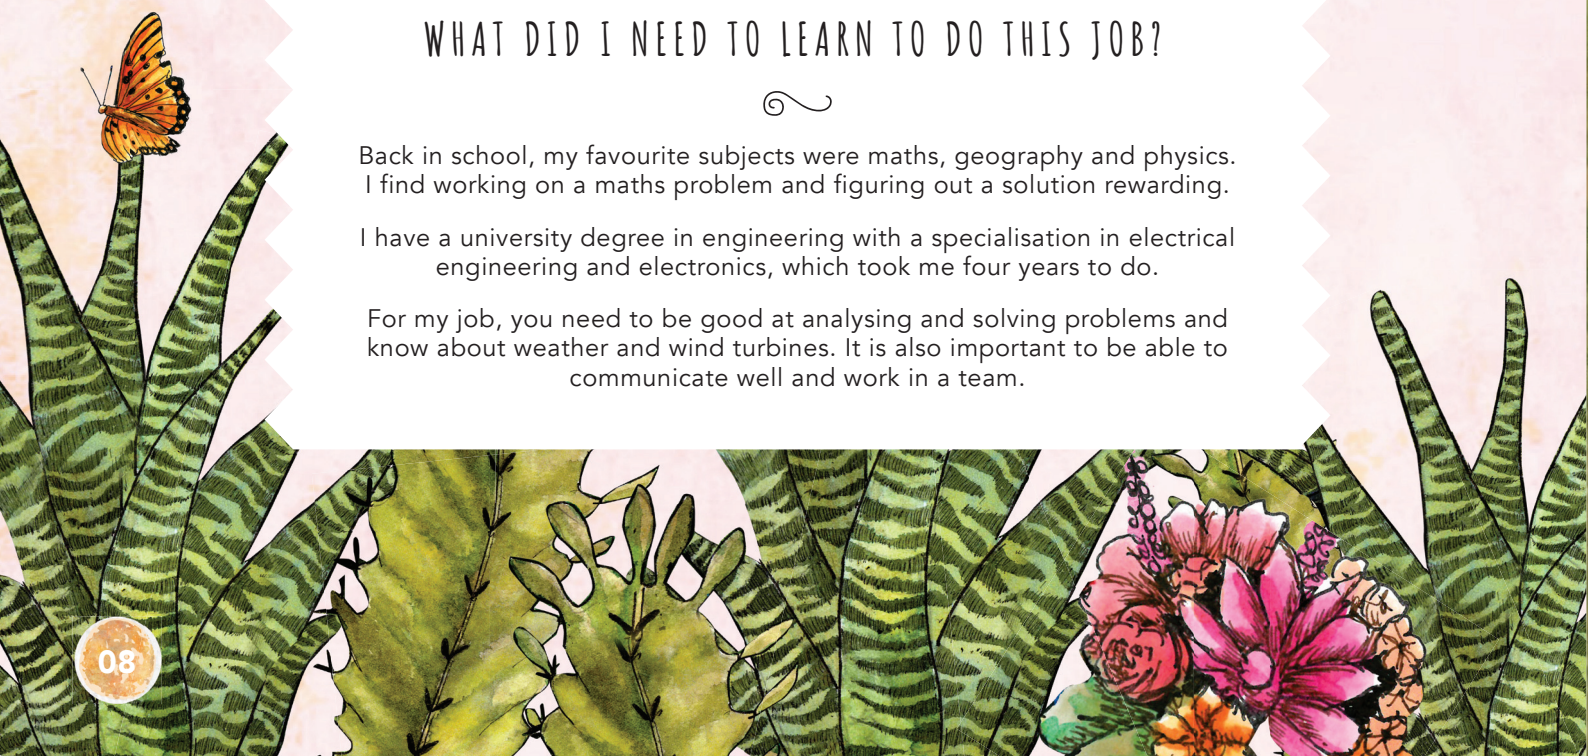 WHAT DID I NEED TO LEARN TO DO THIS JOB?
Back in school, my favourite subjects were maths, geography and physics.
I find working on a maths problem and figuring out a solution rewarding.
I have a university degree in engineering with a specialisation in electrical
engineering and electronics, which took me four years to do.
For my job, you need to be good at analysing and solving problems and
know about weather and wind turbines. It is also important to be able to
communicate well and work in a team.
08